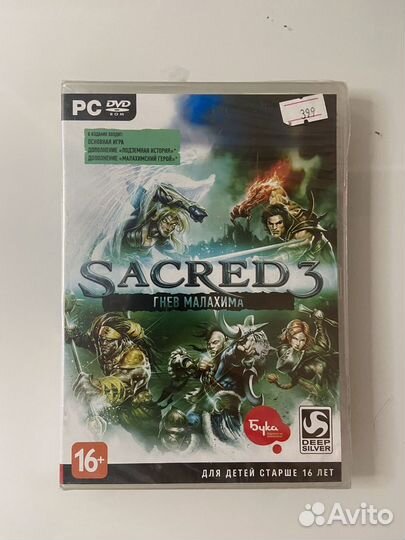 PC DVD ROM
399
В ИЗДАНИЕ ВХОДИТ:
ОСНОВНАЯ ИГРА
ДОПОЛНЕНИЕ «ПОДЗЕМНАЯ ИСТОРИЯ»*
ДОПОЛНЕНИЕ «МАЛАХИМСКИЙ ГЕРОЙ»*
SACRED 3
ГНЕВ МАЛАХИМА
Бука
DEEP
SILVER
16+
ДЛЯ ДЕТЕЙ СТАРШЕ 16 ЛЕТ
Avito